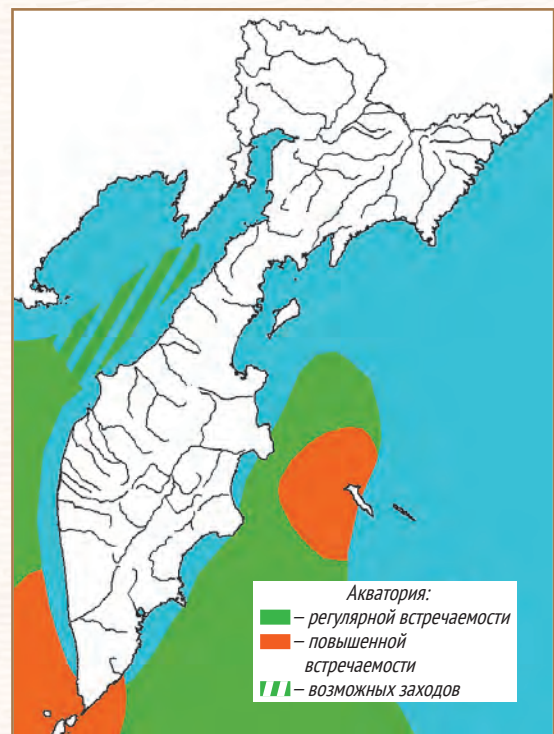 Акватория:
– регулярной встречаемости
– повышенной
встречаемости
– возможных заходов